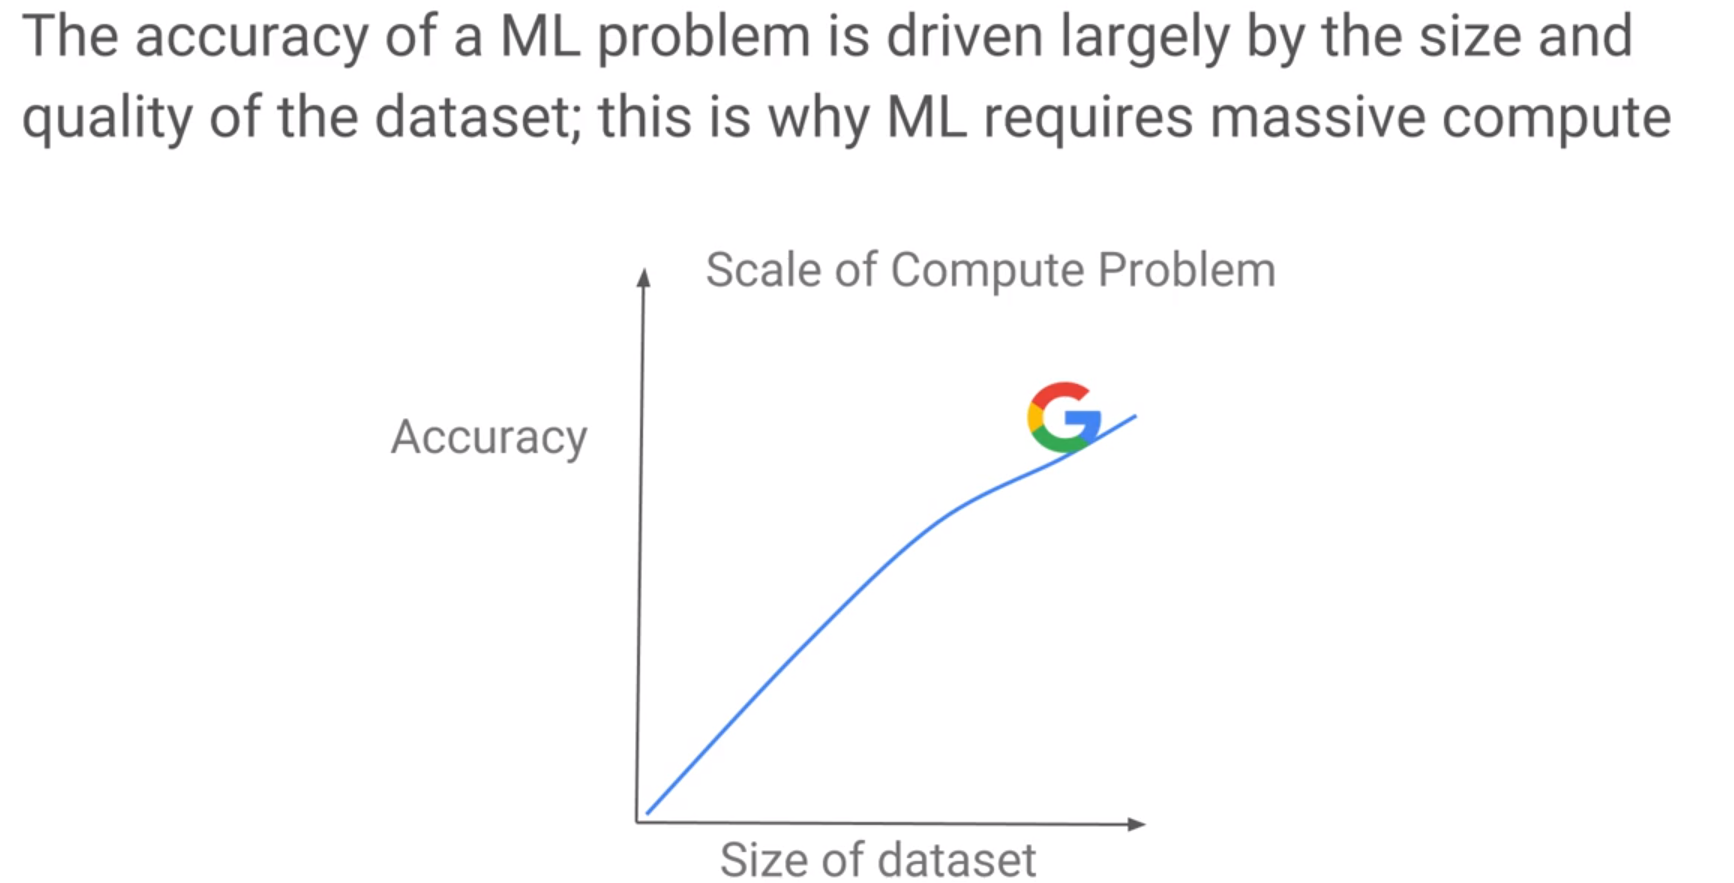 The accuracy of a ML problem is driven largely by the size and
quality of the dataset; this is why ML requires massive compute
Scale of Compute Problem
Accuracy
G
Size of dataset